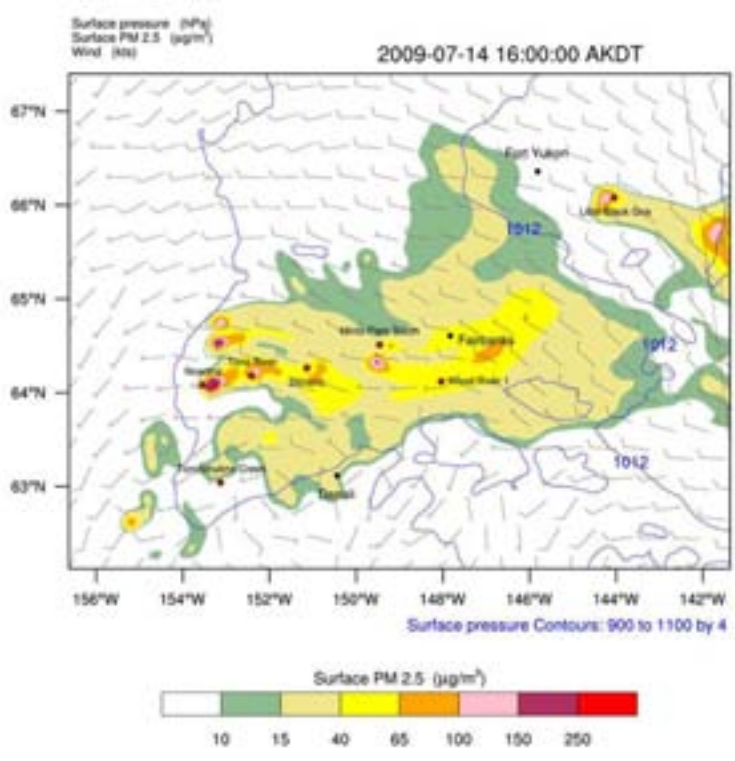 Surface pressure (hPa)
Surface PM 2.5 (μg/m³)
Wind (kts)
2009-07-14 16:00:00 AKDT
67°N
66°N
65°N
64°N
63°N
Fort Yukon
1012
Fairbanks
Wood River 1
1012
1012
156°W 154°W 152°W 150°W 148°W 146°W 144°W 142°W
Surface pressure Contours: 900 to 1100 by 4
Surface PM 2.5 (μg/m³)
10 15 40 65 100 150 250